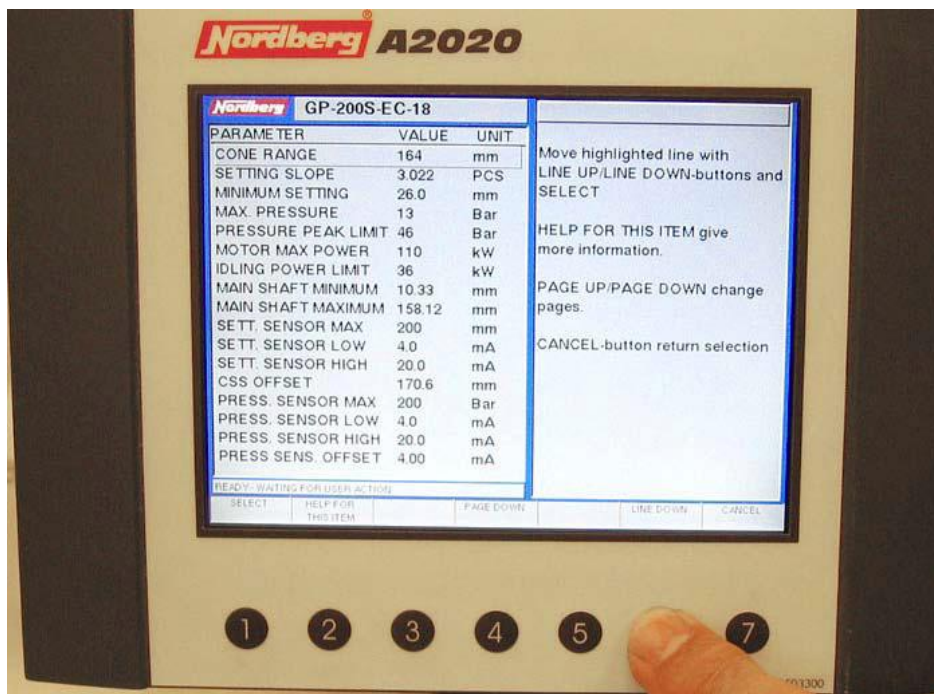 Nordberg A2020
Nordberg GP-200S-EC-18
PARAMETER VALUE UNIT
CONE RANGE 164 mm
SETTING SLOPE 3.022 PCS
MINIMUM SETTING 26.0 mm
MAX. PRESSURE 13 Bar
PRESSURE PEAK LIMIT 46 Bar
MOTOR MAX POWER 110 kW
IDLING POWER LIMIT 36 kW
MAIN SHAFT MINIMUM 10.33 mm
MAIN SHAFT MAXIMUM 158.12 mm
SETT. SENSOR MAX 200 mm
SETT. SENSOR LOW 4.0 mA
SETT. SENSOR HIGH 20.0 mA
CSS OFFSET 170.6 mm
PRESS. SENSOR MAX 200 Bar
PRESS. SENSOR LOW 4.0 mA
PRESS. SENSOR HIGH 20.0 mA
PRESS SENS. OFFSET 4.00 mA
READY - WAITING FOR USER ACTION
Move highlighted line with
LINE UP/LINE DOWN-buttons and
SELECT
HELP FOR THIS ITEM give
more information.
PAGE UP/PAGE DOWN change
pages.
CANCEL-button return selection
SELECT HELP FOR PAGE DOWN LINE DOWN CANCEL
THIS ITEM
1 2 3 4 5 7